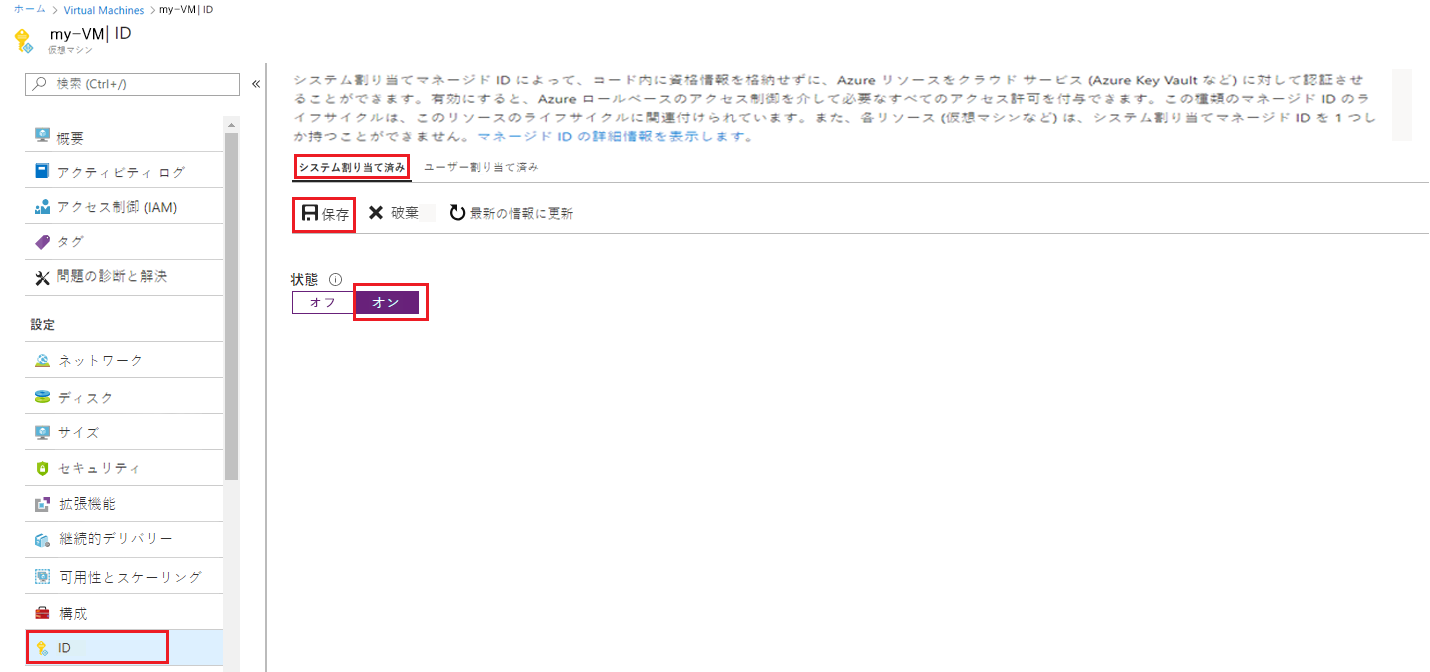 ホーム > Virtual Machines > my-VM| ID
my-VM| ID
仮想マシン
検索 (Ctrl+/)
«
概要
アクティビティ ログ
アクセス制御 (IAM)
タグ
問題の診断と解決
設定
ネットワーク
ディスク
サイズ
セキュリティ
拡張機能
継続的デリバリー
可用性とスケーリング
構成
ID
システム割り当てマネージド ID によって、コード内に資格情報を格納せずに、Azure リソースをクラウド サービス (Azure Key Vault など) に対して認証させ
ることができます。有効にすると、Azure ロールベースのアクセス制御を介して必要なすべてのアクセス許可を付与できます。この種類のマネージド ID のラ
イフサイクルは、このリソースのライフサイクルに関連付けられています。また、各リソース (仮想マシンなど) は、システム割り当てマネージド ID を 1 つし
か持つことができません。マネージド ID の詳細情報を表示します。
システム割り当て済み ユーザー割り当て済み
保存 破棄 最新の情報に更新
状態
オフ オン